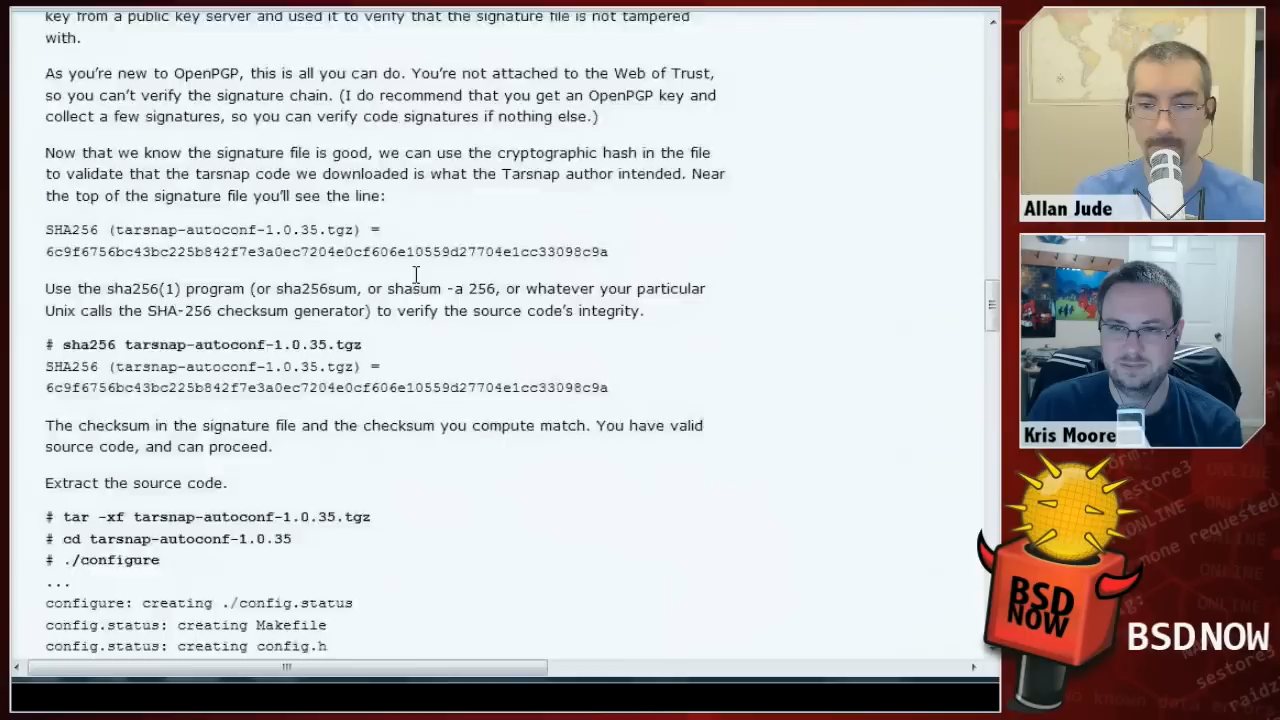 key from a public key server and used it to verify that the signature file is not tampered
with.
As you're new to OpenPGP, this is all you can do. You're not attached to the Web of Trust,
so you can't verify the signature chain. (I do recommend that you get an OpenPGP key and
collect a few signatures, so you can verify code signatures if nothing else.)
Now that we know the signature file is good, we can use the cryptographic hash in the file
to validate that the tarsnap code we downloaded is what the Tarsnap author intended. Near
the top of the signature file you'll see the line:
SHA256 (tarsnap-autoconf-1.0.35.tgz) =
6c9f6756bc43bc225b842f7e3a0ec7204e0cf606e10559d27704e1cc33098c9a
Use the sha256(1) program (or sha256sum, or shasum -a 256, or whatever your particular
Unix calls the SHA-256 checksum generator) to verify the source code's integrity.
# sha256 tarsnap-autoconf-1.0.35.tgz
SHA256 (tarsnap-autoconf-1.0.35.tgz) =
6c9f6756bc43bc225b842f7e3a0ec7204e0cf606e10559d27704e1cc33098c9a
The checksum in the signature file and the checksum you compute match. You have valid
source code, and can proceed.
Extract the source code.
# tar -xf tarsnap-autoconf-1.0.35.tgz
# cd tarsnap-autoconf-1.0.35
# ./configure
...
configure: creating ./config.status
config.status: creating Makefile
config.status: creating config.h
Allan Jude
Kris Moore
BSD
NOW
BSD NOW